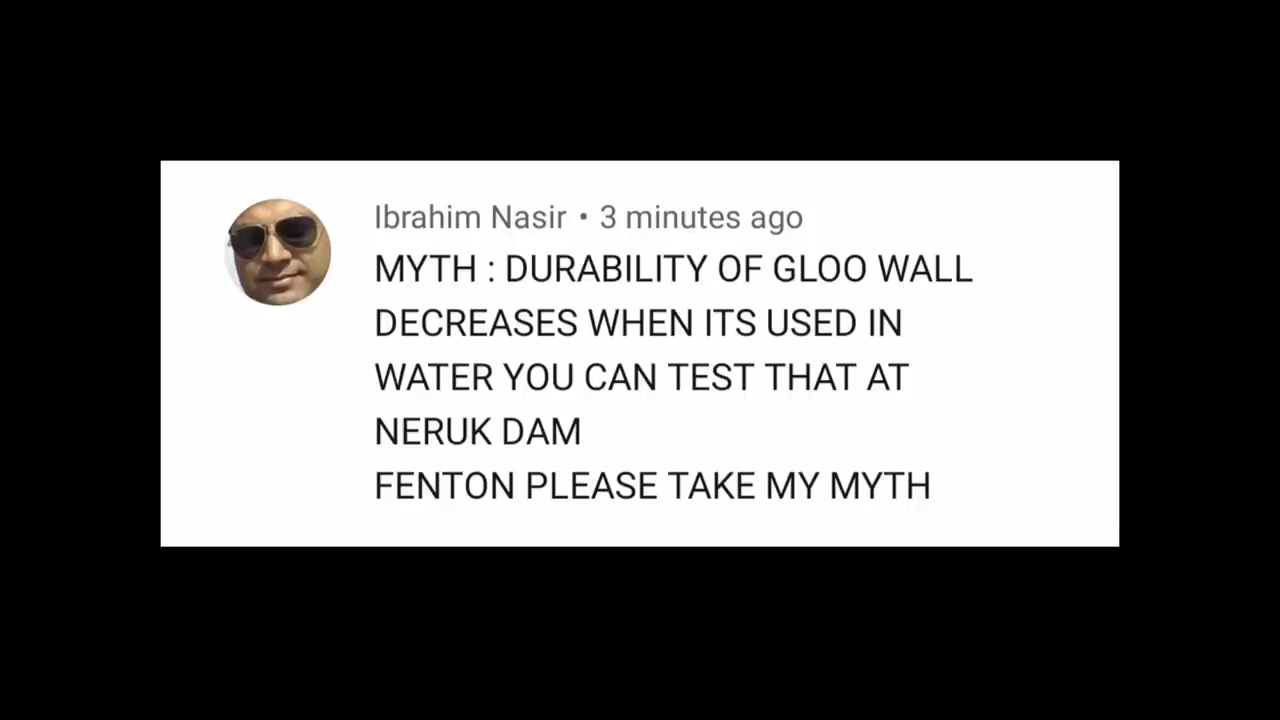 Ibrahim Nasir • 3 minutes ago
MYTH : DURABILITY OF GLOO WALL
DECREASES WHEN ITS USED IN
WATER YOU CAN TEST THAT AT
NERUK DAM
FENTON PLEASE TAKE MY MYTH